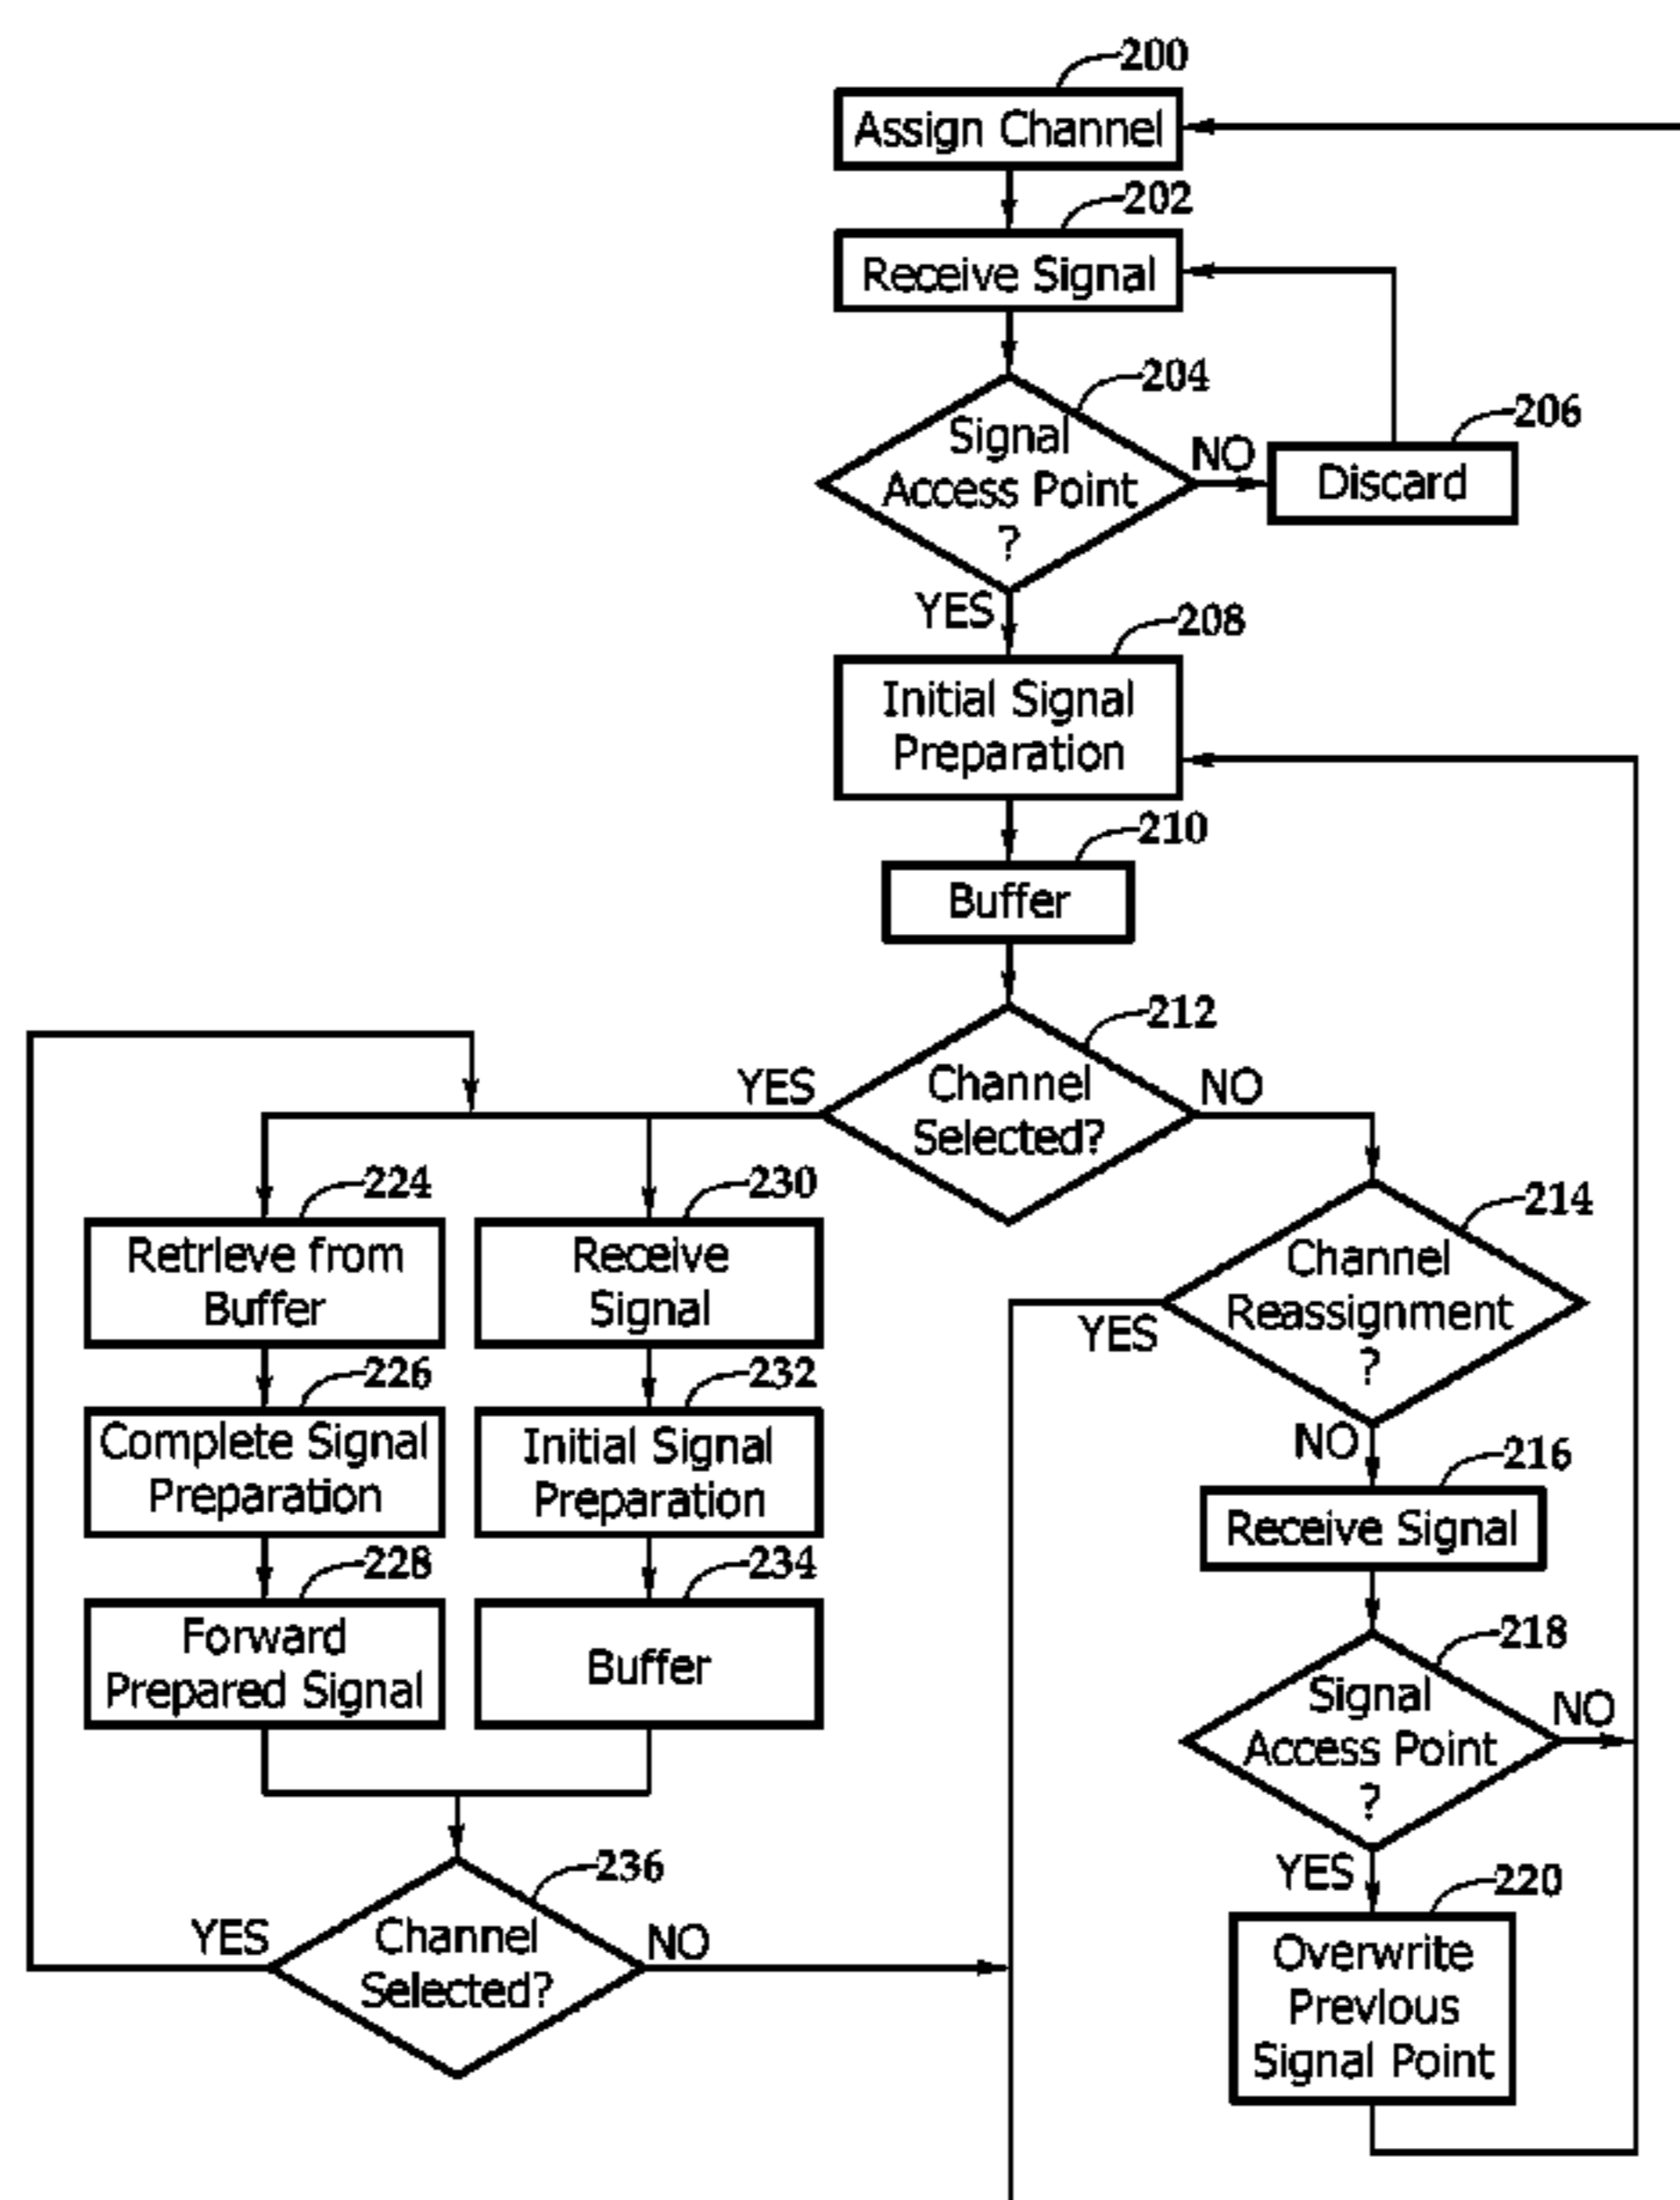 200
Assign Channel
202
Receive Signal
204
Signal
Access Point
?
NO
206
Discard
YES
208
Initial Signal
Preparation
210
Buffer
212
Channel
Selected?
YES
NO
214
Channel
Reassignment
?
YES
NO
224
Retrieve from
Buffer
230
Receive
Signal
226
Complete Signal
Preparation
232
Initial Signal
Preparation
228
Forward
Prepared Signal
234
Buffer
216
Receive Signal
218
Signal
Access Point
?
NO
YES
220
Overwrite
Previous
Signal Point
236
Channel
Selected?
YES
NO